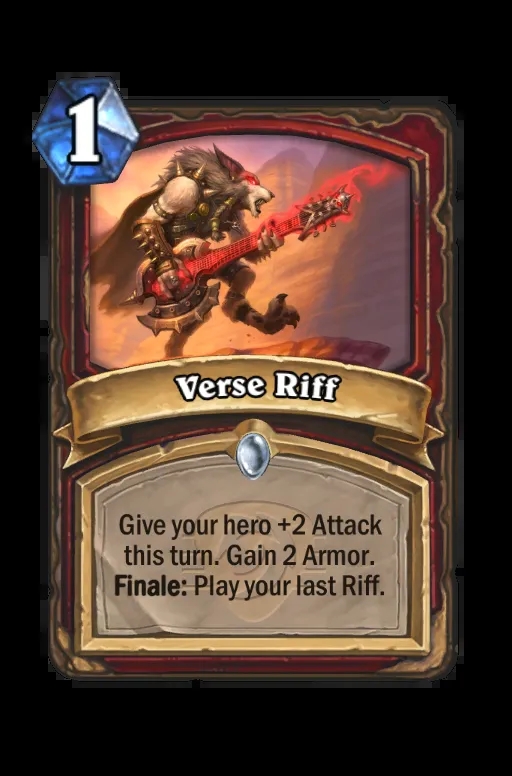 1
Verse Riff
Give your hero +2 Attack
this turn. Gain 2 Armor.
Finale: Play your last Riff.